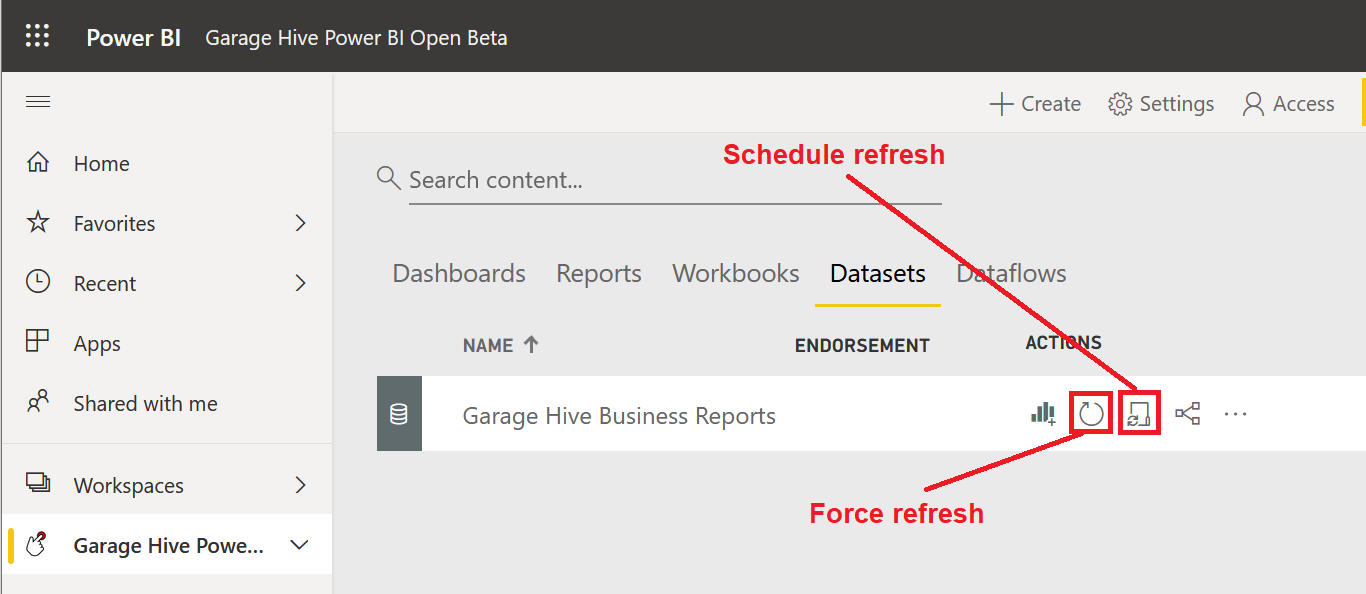 Power BI Garage Hive Power BI Open Beta
Create Settings Access
Home
Favorites
Recent
Apps
Shared with me
Workspaces
Garage Hive Powe...
Schedule refresh
Search content...
Dashboards Reports Workbooks Datasets Dataflows
NAME ENDORSEMENT ACTIONS
Garage Hive Business Reports
Force refresh